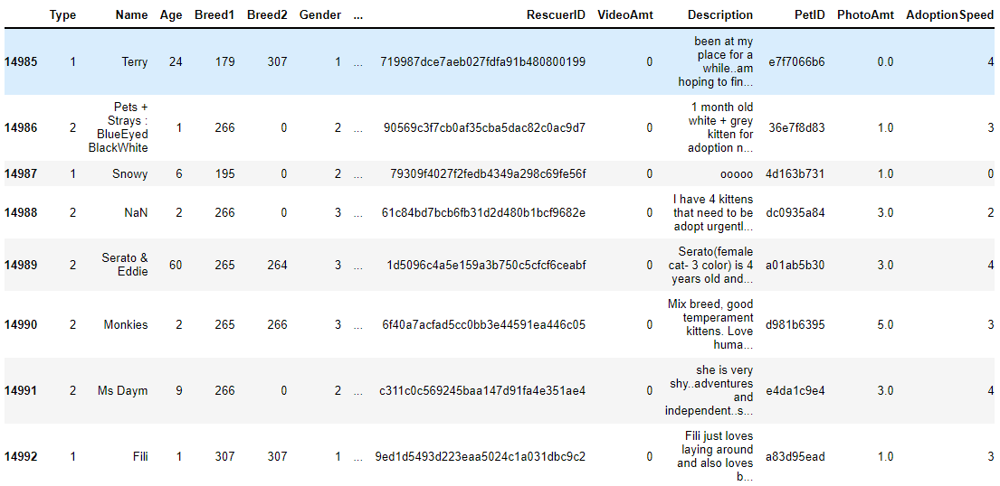 Type Name Age Breed1 Breed2 Gender ... RescuerID VideoAmt Description PetID PhotoAmt AdoptionSpeed
14985 1 Terry 24 179 307 1 ... 719987dce7aeb027fdfa91b480800199 0 been at my place for a while..am hoping to fin... e7f7066b6 0.0 4
14986 2 Pets + Strays : BlueEyed BlackWhite 1 266 0 2 ... 90569c3f7cb0af35cba5dac82c0ac9d7 0 1 month old white + grey kitten for adoption n... 36e7f8d83 1.0 3
14987 1 Snowy 6 195 0 2 ... 79309f4027f2fedb4349a298c69fe56f 0 ooooo 4d163b731 1.0 0
14988 2 NaN 2 266 0 3 ... 61c84bd7bcb6fb31d2d480b1bcf9682e 0 I have 4 kittens that need to be adopt urgentl... dc0935a84 3.0 2
14989 2 Serato & Eddie 60 265 264 3 ... 1d5096c4a5e159a3b750c5cfcf6ceabf 0 Serato(female cat- 3 color) is 4 years old and... a01ab5b30 3.0 4
14990 2 Monkies 2 265 266 3 ... 6f40a7acfad5cc0bb3e44591ea446c05 0 Mix breed, good temperament kittens. Love huma... d981b6395 5.0 3
14991 2 Ms Daym 9 266 0 2 ... c311c0c569245baa147d91fa4e351ae4 0 she is very shy..adventures and independent..s... e4da1c9e4 3.0 4
14992 1 Fili 1 307 307 1 ... 9ed1d5493d223eaa5024c1a031dbc9c2 0 Fili just loves laying around and also loves b... a83d95ead 1.0 3